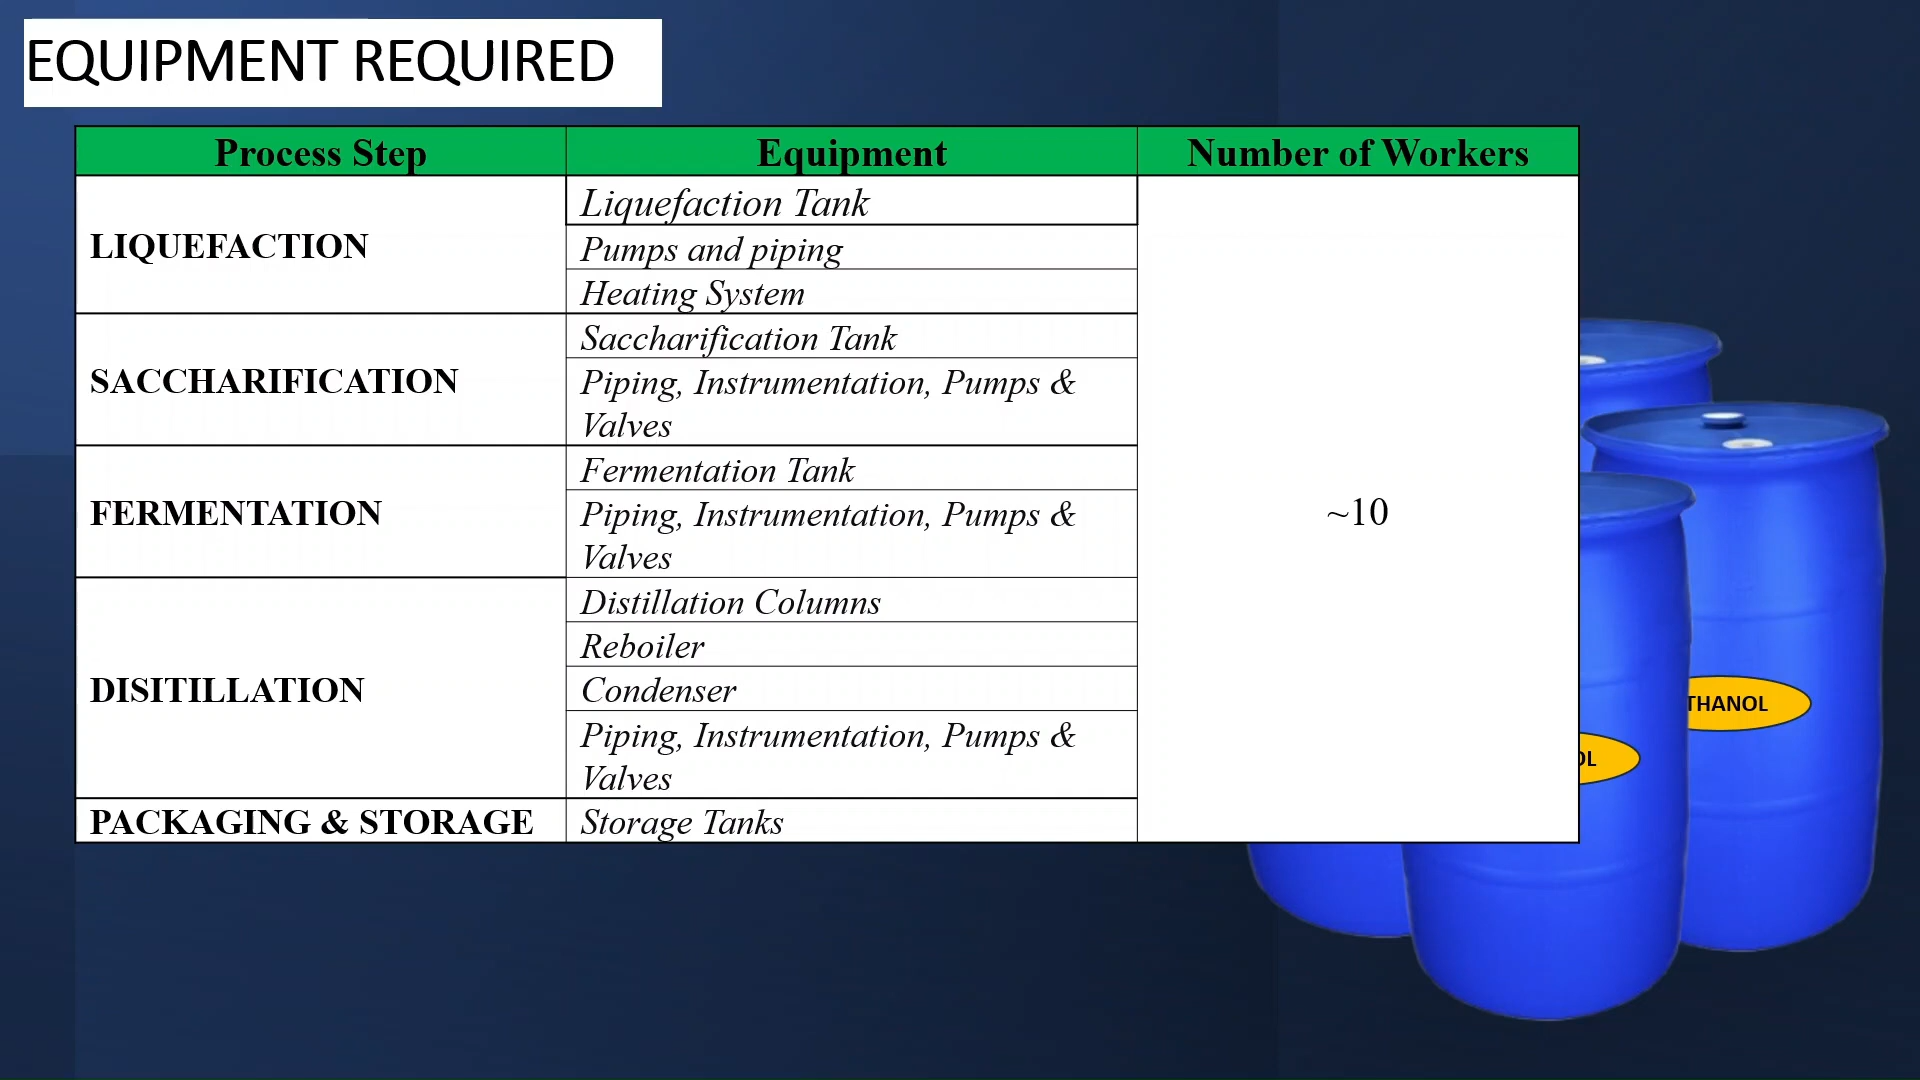 EQUIPMENT REQUIRED
Process Step Equipment Number of Workers
LIQUEFACTION
Liquefaction Tank
Pumps and piping
Heating System
SACCHARIFICATION
Saccharification Tank
Piping, Instrumentation, Pumps &
Valves
FERMENTATION
Fermentation Tank
Piping, Instrumentation, Pumps &
Valves
~10
DISITILLATION
Distillation Columns
Reboiler
Condenser
Piping, Instrumentation, Pumps &
Valves
PACKAGING & STORAGE Storage Tanks
THANOL
OL